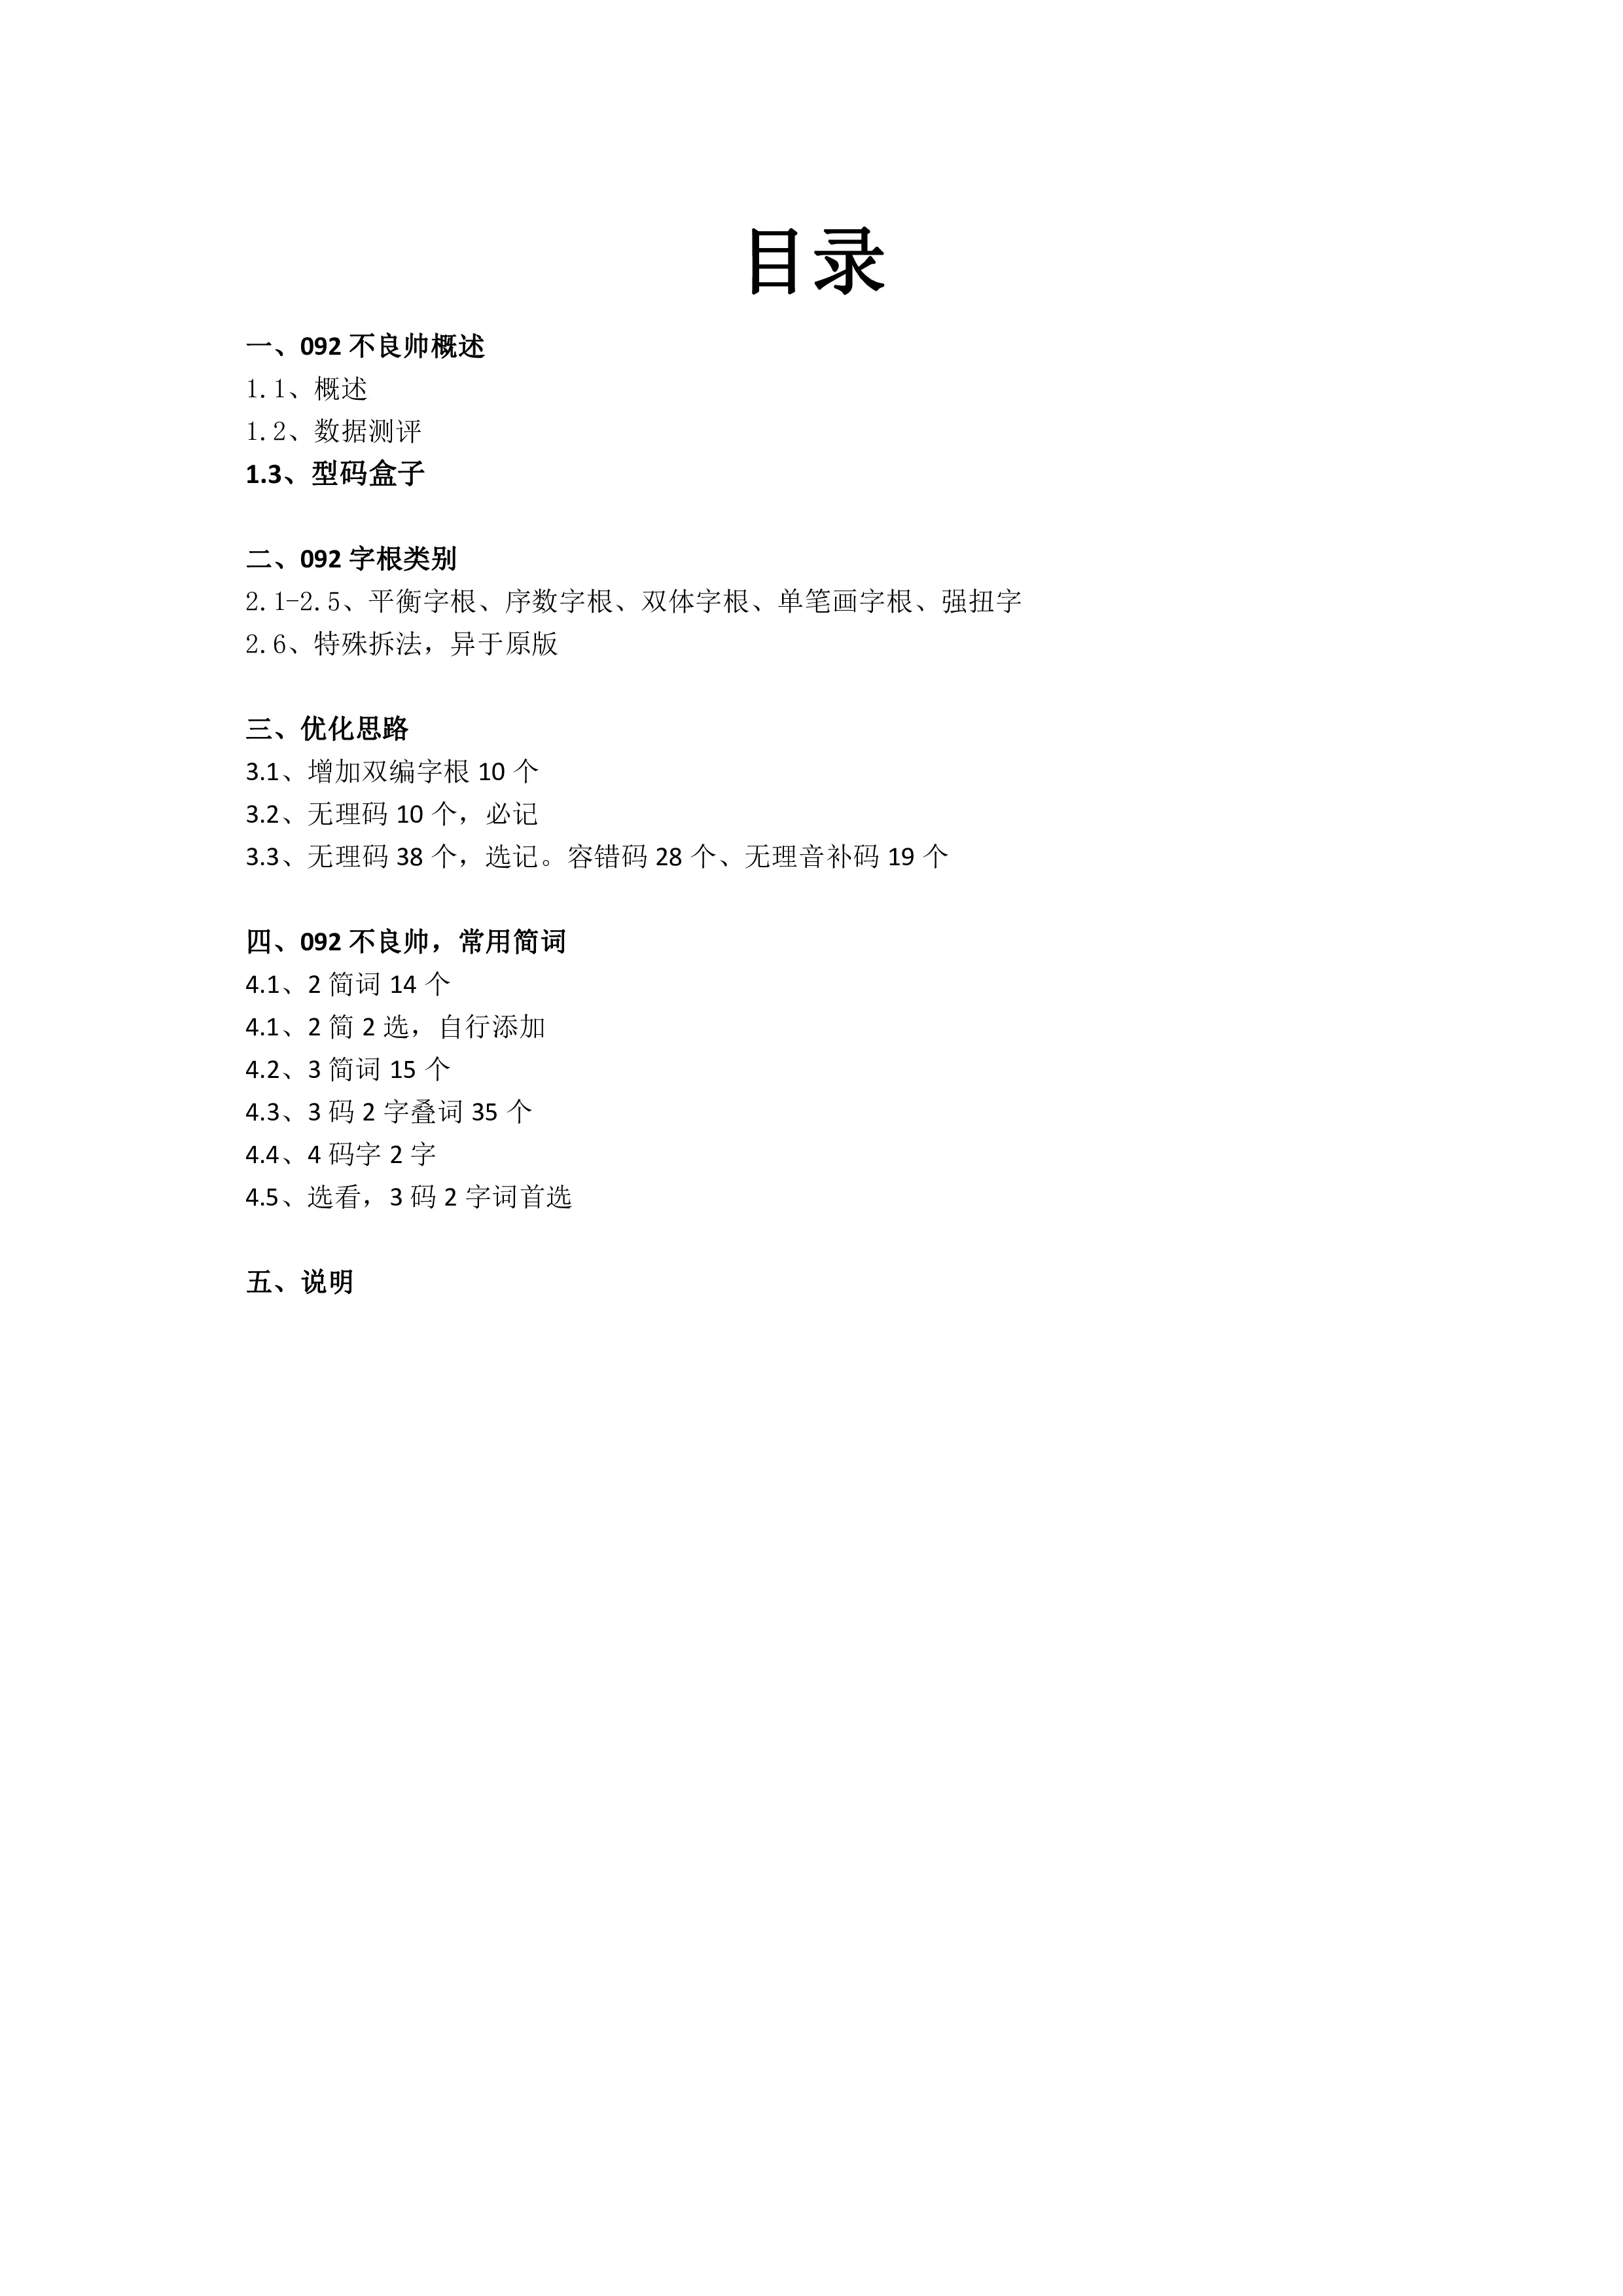 目录
一、092 不良帅概述
1.1、概述
1.2、数据测评
1.3、型码盒子
二、092 字根类别
2.1-2.5、平衡字根、序数字根、双体字根、单笔画字根、强扭字
2.6、特殊拆法，异于原版
三、优化思路
3.1、增加双编字根 10 个
3.2、无理码 10 个，必记
3.3、无理码 38 个，选记。容错码 28 个、无理音补码 19 个
四、092 不良帅，常用简词
4.1、2 简词 14 个
4.1、2 简 2 选，自行添加
4.2、3 简词 15 个
4.3、3 码 2 字叠词 35 个
4.4、4 码字 2 字
4.5、选看，3 码 2 字词首选
五、说明